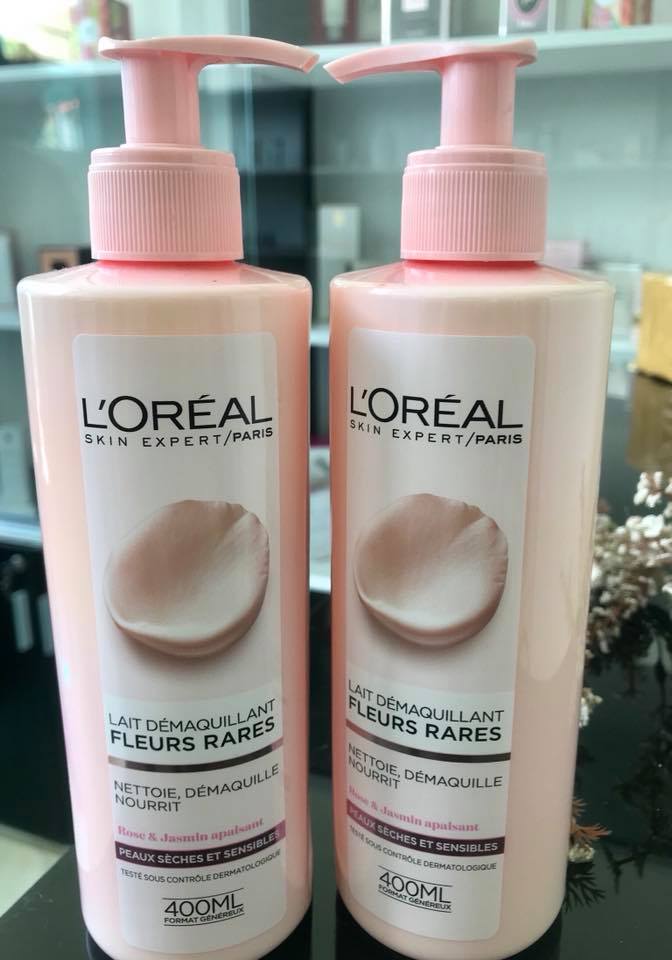 L'ORÉAL
SKIN EXPERT/PARIS
LAIT DÉMAQUILLANT
FLEURS RARES
NETTOIE, DÉMAQUILLE
NOURRIT
Rose & Jasmin apaisant
PEAUX SÈCHES ET SENSIBLES
TESTÉ SOUS CONTRÔLE DERMATOLOGIQUE
400ML
FORMAT GÉNÉREUX
L'ORÉAL
SKIN EXPERT/PARIS
LAIT DÉMAQUILLANT
FLEURS RARES
NETTOIE, DÉMAQUILLE
NOURRIT
Rose & Jasmin apaisant
PEAUX SÈCHES ET SENSIBLES
TESTÉ SOUS CONTRÔLE DERMATOLOGIQUE
400ML
FORMAT GÉNÉREUX